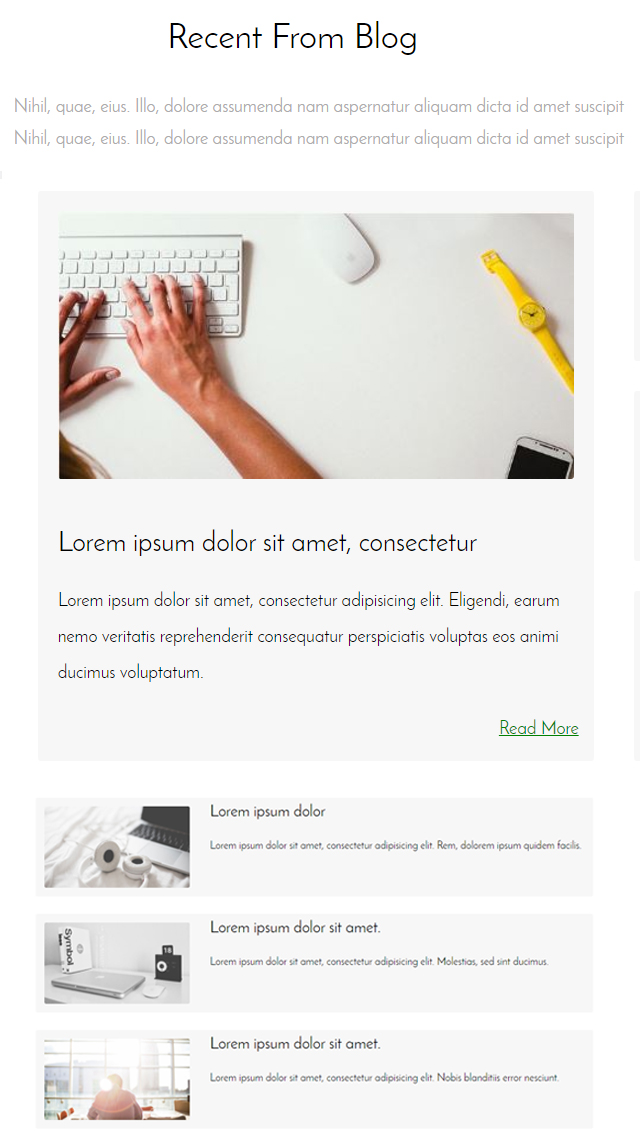 Recent From Blog
Nihil, quae, eius. Illo, dolore assumenda nam aspernatur aliquam dicta id amet suscipit
Nihil, quae, eius. Illo, dolore assumenda nam aspernatur aliquam dicta id amet suscipit
Lorem ipsum dolor sit amet, consectetur
Lorem ipsum dolor sit amet, consectetur adipisicing elit. Eligendi, earum
nemo veritatis reprehenderit consequatur perspiciatis voluptas eos animi
ducimus voluptatum.
Read More
Lorem ipsum dolor
Lorem ipsum dolor sit amet, consectetur adipisicing elit. Rem, dolorem ipsum quidem facilis.
Symbol
18
Lorem ipsum dolor sit amet.
Lorem ipsum dolor sit amet, consectetur adipisicing elit. Molestias, sed sint ducimus.
Lorem ipsum dolor sit amet.
Lorem ipsum dolor sit amet, consectetur adipisicing elit. Nobis blanditiis error nesciunt.